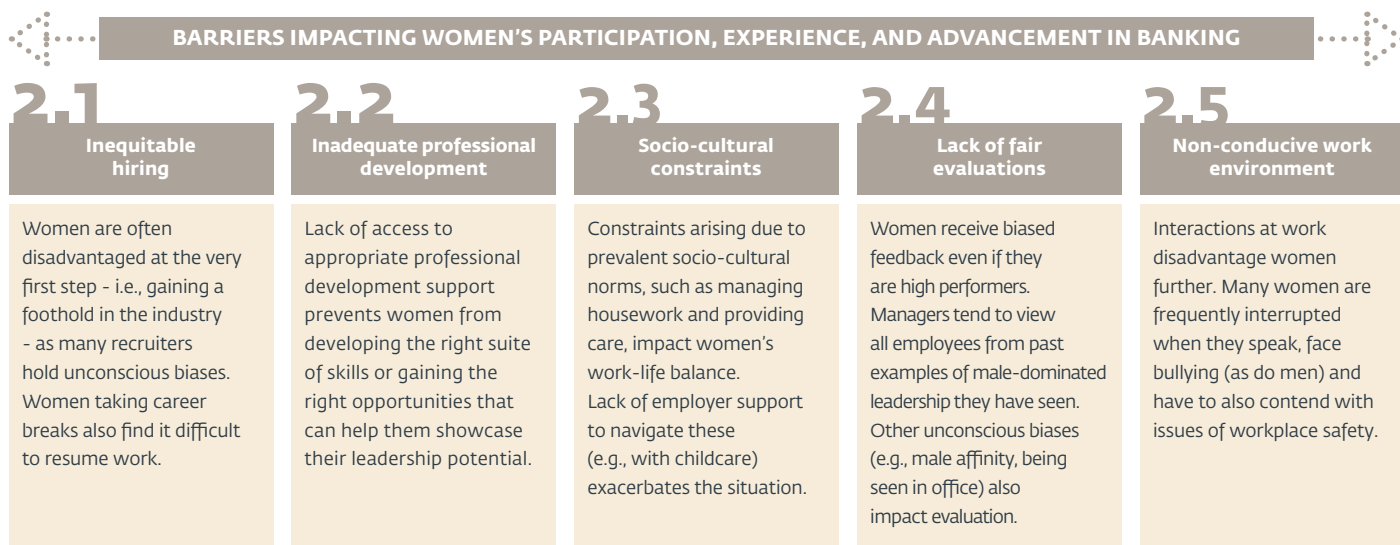 BARRIERS IMPACTING WOMEN'S PARTICIPATION, EXPERIENCE, AND ADVANCEMENT IN BANKING
2.1
Inequitable
hiring
Women are often
disadvantaged at the very
first step - i.e., gaining a
foothold in the industry
- as many recruiters
hold unconscious biases.
Women taking career
breaks also find it difficult
to resume work.
2.2
Inadequate professional
development
Lack of access to
appropriate professional
development support
prevents women from
developing the right suite
of skills or gaining the
right opportunities that
can help them showcase
their leadership potential.
2.3
Socio-cultural
constraints
Constraints arising due to
prevalent socio-cultural
norms, such as managing
housework and providing
care, impact women's
work-life balance.
Lack of employer support
to navigate these
(e.g., with childcare)
exacerbates the situation.
2.4
Lack of fair
evaluations
Women receive biased
feedback even if they
are high performers.
Managers tend to view
all employees from past
examples of male-dominated
leadership they have seen.
Other unconscious biases
(e.g., male affinity, being
seen in office) also
impact evaluation.
2.5
Non-conducive work
environment
Interactions at work
disadvantage women
further. Many women are
frequently interrupted
when they speak, face
bullying (as do men) and
have to also contend with
issues of workplace safety.